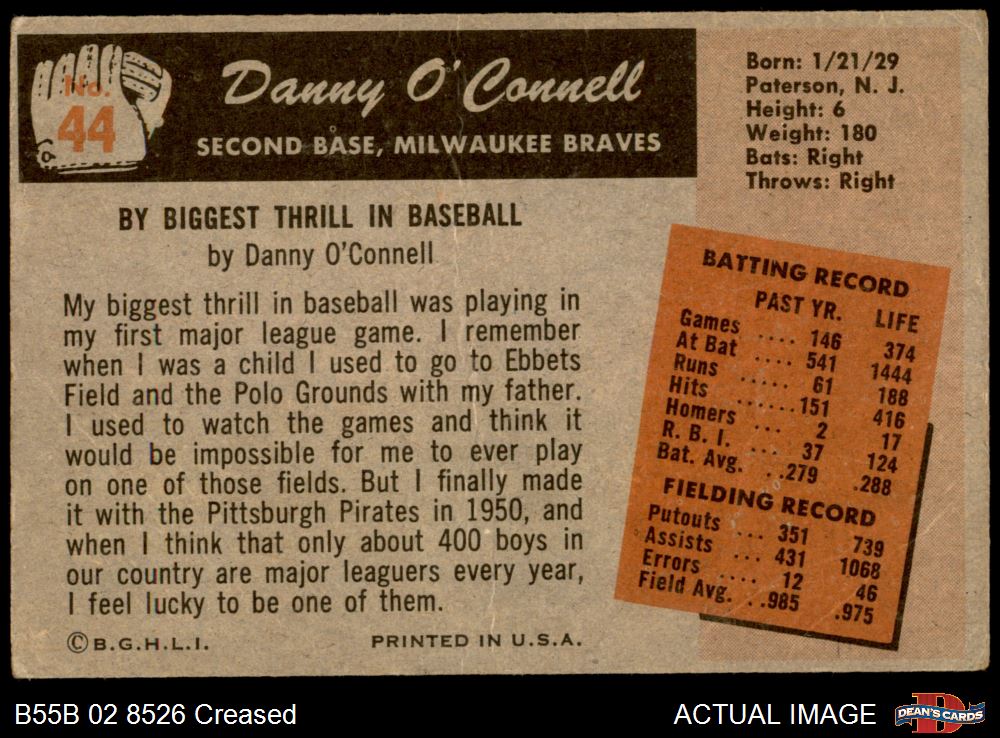 No.
44
Danny O'Connell
SECOND BASE, MILWAUKEE BRAVES
Born: 1/21/29
Paterson, N. J.
Height: 6
Weight: 180
Bats: Right
Throws: Right
BY BIGGEST THRILL IN BASEBALL
by Danny O'Connell
My biggest thrill in baseball was playing in
my first major league game. I remember
when I was a child I used to go to Ebbets
Field and the Polo Grounds with my father.
I used to watch the games and think it
would be impossible for me to ever play
on one of those fields. But I finally made
it with the Pittsburgh Pirates in 1950, and
when I think that only about 400 boys in
our country are major leaguers every year,
I feel lucky to be one of them.
©B.G.H.L.I. PRINTED IN U.S.A.
BATTING RECORD
PAST YR. LIFE
Games .... 146 374
At Bat .... 541 1444
Runs ..... 61 188
Hits ......151 416
Homers ... 2 17
R. B. I. ... 37 124
Bat. Avg. ..279 .288
FIELDING RECORD
Putouts ... 351 739
Assists ... 431 1068
Errors .... 12 46
Field Avg. ..985 .975
B55B 02 8526 Creased
ACTUAL IMAGE
D
DEAN'S CARDS